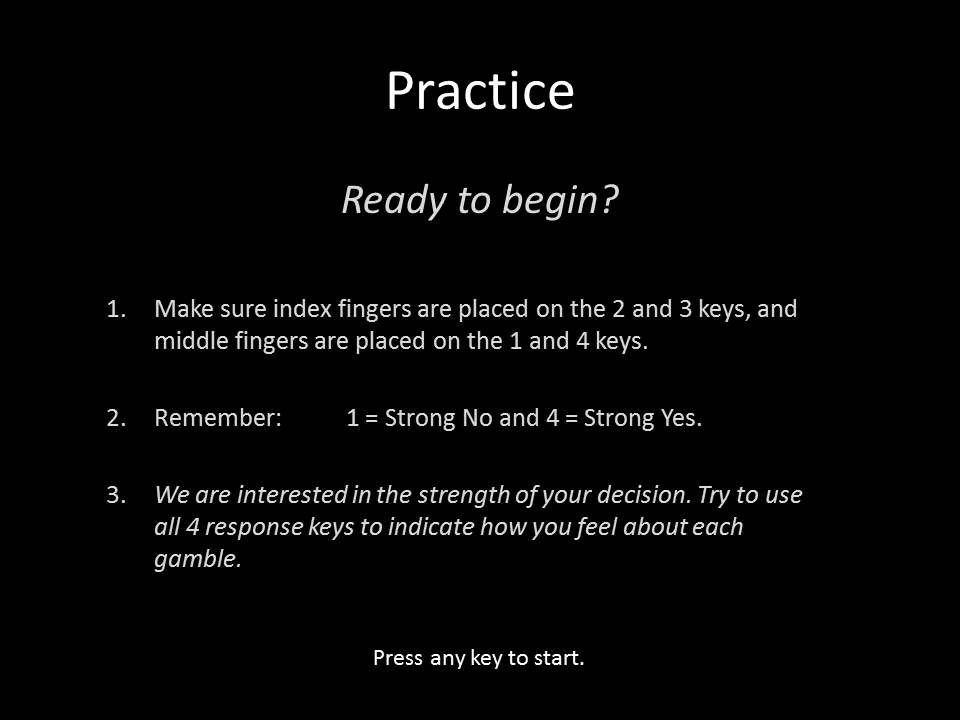 Practice
Ready to begin?
1. Make sure index fingers are placed on the 2 and 3 keys, and
middle fingers are placed on the 1 and 4 keys.
2. Remember: 1 = Strong No and 4 = Strong Yes.
3. We are interested in the strength of your decision. Try to use
all 4 response keys to indicate how you feel about each
gamble.
Press any key to start.